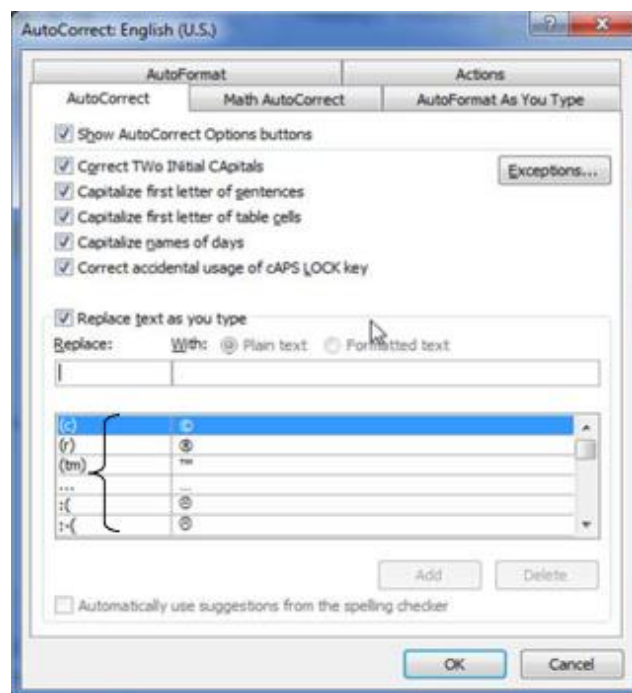 AutoCorrect: English (U.S.)
AutoFormat Actions
AutoCorrect Math AutoCorrect AutoFormat As You Type
Show AutoCorrect Options buttons
Correct TWo INitial CApitals Exceptions...
Capitalize first letter of sentences
Capitalize first letter of table cells
Capitalize names of days
Correct accidental usage of cAPS LOCK key
Replace text as you type
Replace: With: Plain text Formatted text
(c) ©
(r) ®
(tm) ™
... …
:( ☹
:-( ☹
Add Delete
Automatically use suggestions from the spelling checker
OK Cancel